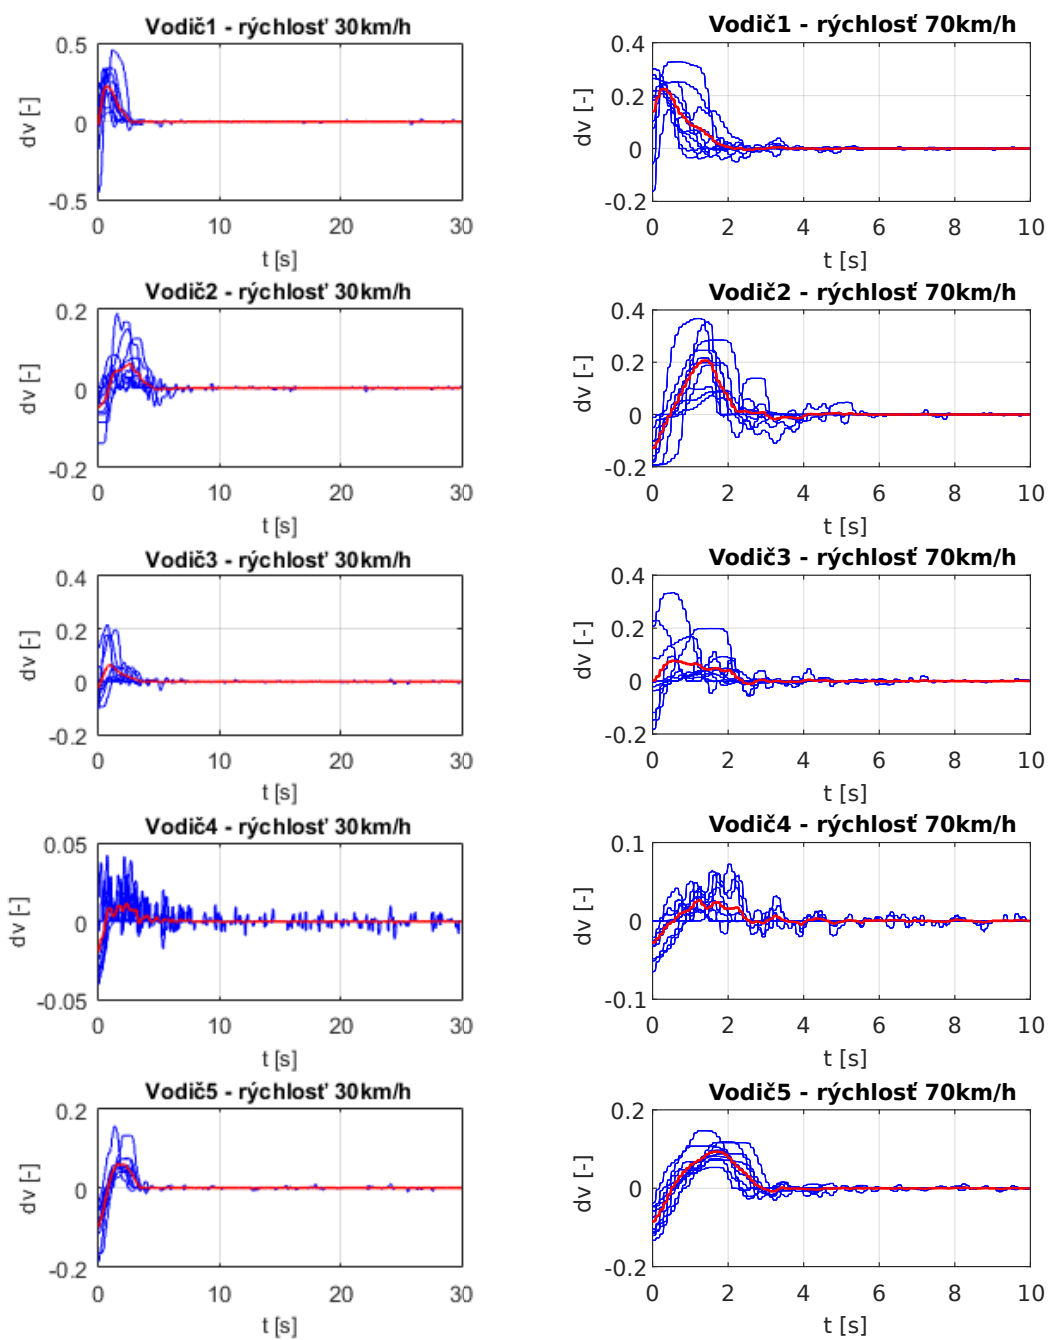 Vodič1 - rýchlosť 30km/h
0.5
0
-0.5
dv [-]
0 10 20 30
t [s]
Vodič1 - rýchlosť 70km/h
0.4
0.2
0
-0.2
dv [-]
0 2 4 6 8 10
t [s]
Vodič2 - rýchlosť 30km/h
0.2
0
-0.2
dv [-]
0 10 20 30
t [s]
Vodič2 - rýchlosť 70km/h
0.4
0.2
0
-0.2
dv [-]
0 2 4 6 8 10
t [s]
Vodič3 - rýchlosť 30km/h
0.4
0.2
0
-0.2
dv [-]
0 10 20 30
t [s]
Vodič3 - rýchlosť 70km/h
0.4
0.2
0
-0.2
dv [-]
0 2 4 6 8 10
t [s]
Vodič4 - rýchlosť 30km/h
0.05
0
-0.05
dv [-]
0 10 20 30
t [s]
Vodič4 - rýchlosť 70km/h
0.1
0
-0.1
dv [-]
0 2 4 6 8 10
t [s]
Vodič5 - rýchlosť 30km/h
0.2
0
-0.2
dv [-]
0 10 20 30
t [s]
Vodič5 - rýchlosť 70km/h
0.2
0
-0.2
dv [-]
0 2 4 6 8 10
t [s]